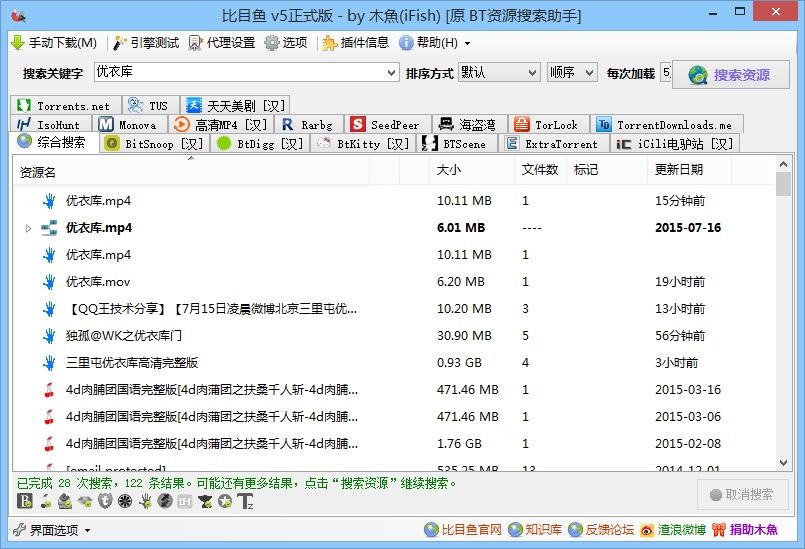 比目鱼 v5正式版 - by 木魚(iFish) [原 BT资源搜索助手]
手动下载(M) 引擎测试 代理设置 选项 插件信息 帮助(H)
搜索关键字 优衣库 排序方式 默认 顺序 每次加载 5 搜索资源
Torrents.net TUS 天天美剧 [汉]
IsoHunt Monova 高清MP4 [汉] Rarbg SeedPeer 海盗湾 TorLock TorrentDownloads.me
综合搜索 BitSnoop [汉] BtDigg [汉] BtKitty [汉] BTScene ExtraTorrent iCili电驴站 [汉]
资源名 大小 文件数 标记 更新日期
优衣库.mp4 10.11 MB 1 15分钟前
优衣库.mp4 6.01 MB ---- 2015-07-16
优衣库.mp4 10.11 MB 1
优衣库.mov 6.20 MB 1 19小时前
【QQ王技术分享】【7月15日凌晨微博北京三里屯优... 10.20 MB 3 13小时前
独孤@WK之优衣库门 30.90 MB 5 56分钟前
三里屯优衣库高清完整版 0.93 GB 4 3小时前
4d肉脯团国语完整版[4d肉蒲团之扶桑千人斩-4d肉脯... 471.46 MB 1 2015-03-16
4d肉脯团国语完整版[4d肉蒲团之扶桑千人斩-4d肉脯... 471.46 MB 1 2015-03-06
4d肉脯团国语完整版[4d肉蒲团之扶桑千人斩-4d肉脯... 1.76 GB 1 2015-02-08
[email protected] 535.25 MB 13 2014-12-01
已完成 28 次搜索，122 条结果。可能还有更多结果，点击“搜索资源”继续搜索。
取消搜索
界面选项 比目鱼官网 知识库 反馈论坛 渣浪微博 捐助木魚